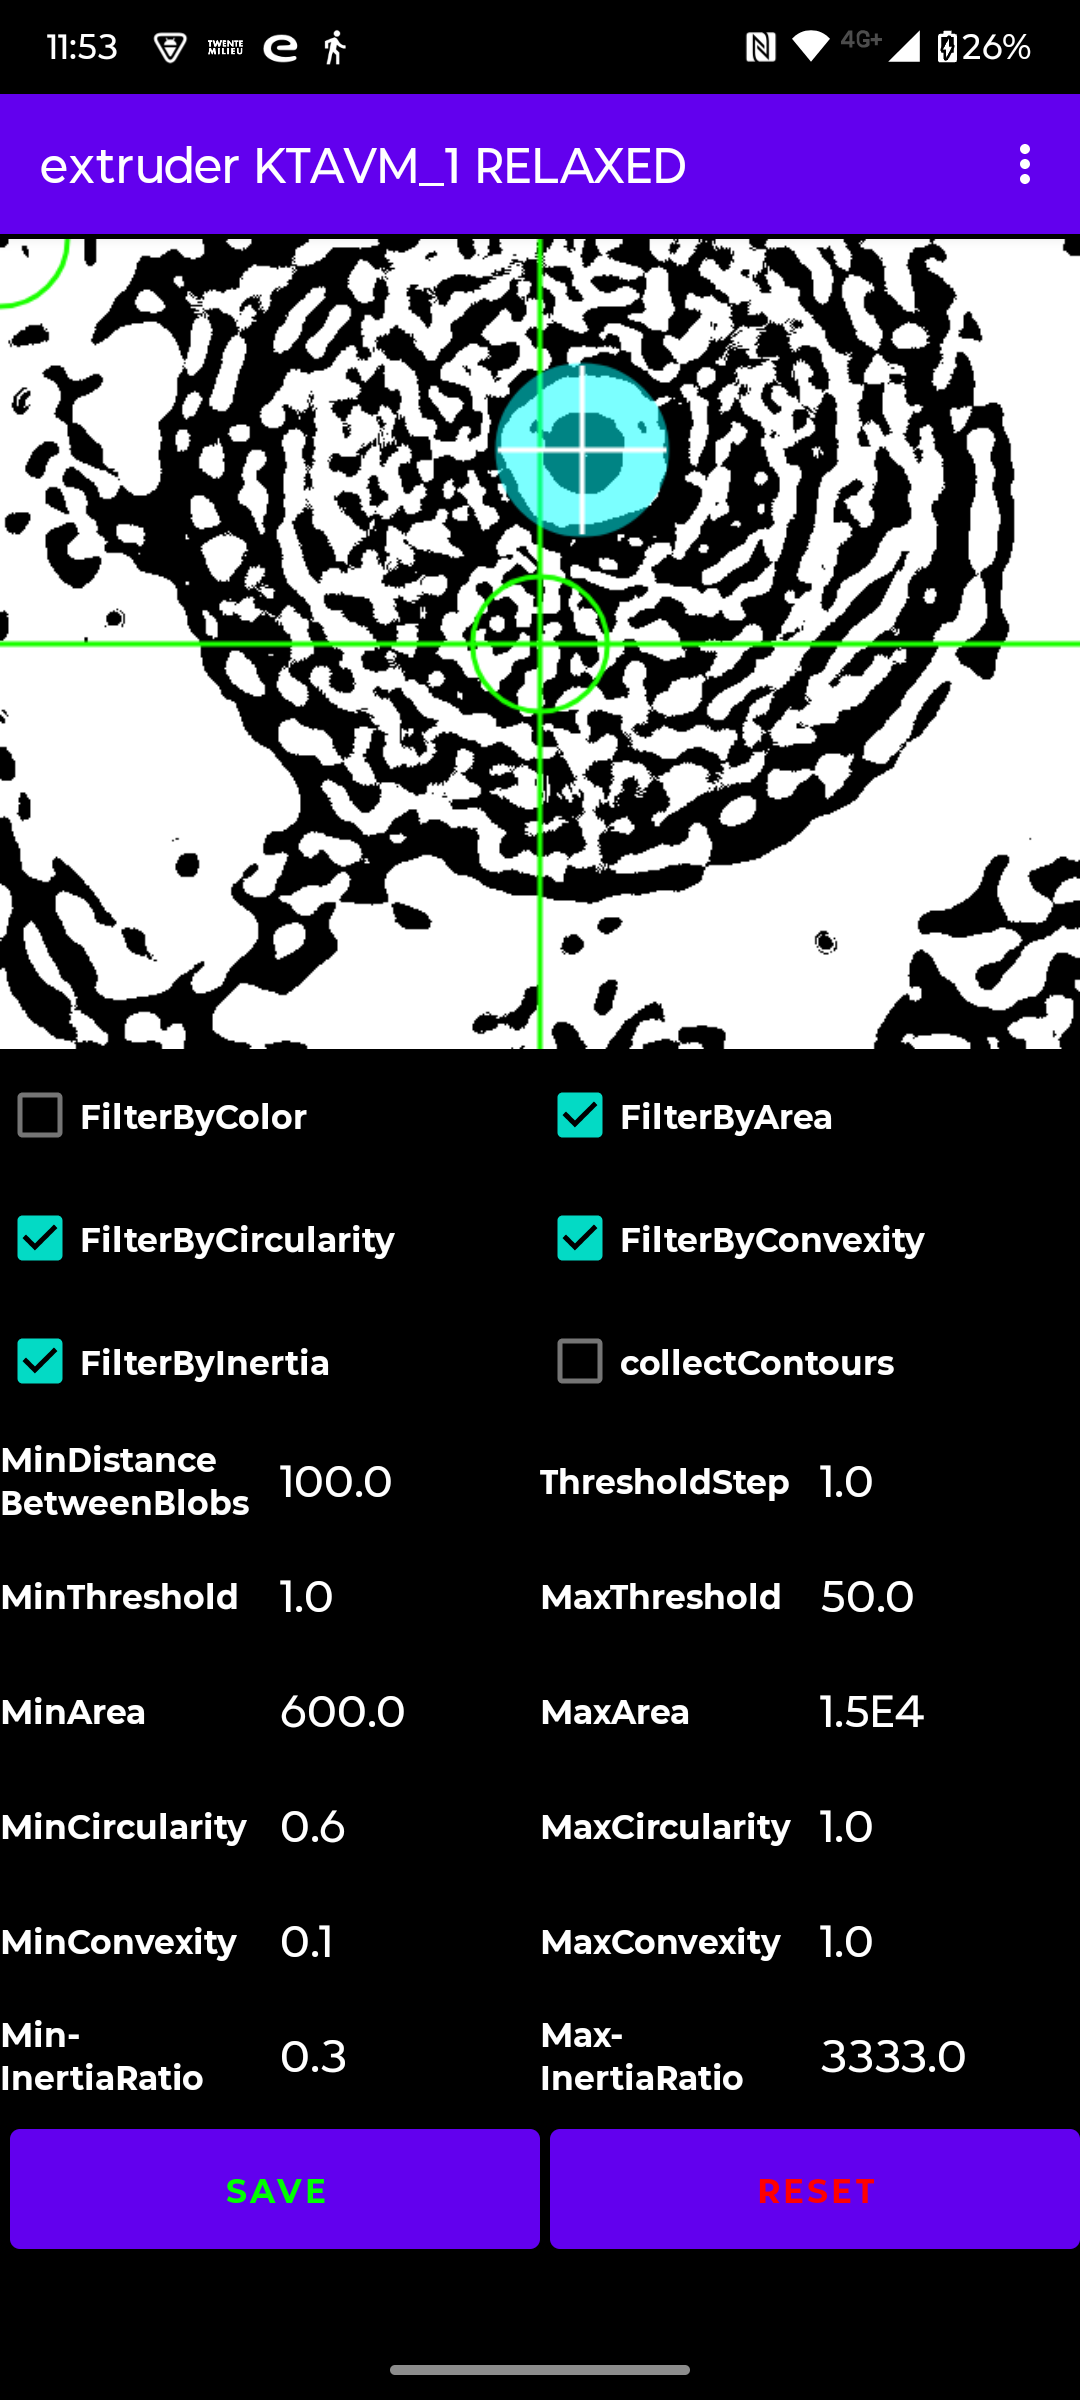 11:53 TWENTE MILIEU 4G+ 26%
extruder KTAVM_1 RELAXED
FilterByColor FilterByArea
FilterByCircularity FilterByConvexity
FilterByInertia collectContours
MinDistance
BetweenBlobs 100.0 ThresholdStep 1.0
MinThreshold 1.0 MaxThreshold 50.0
MinArea 600.0 MaxArea 1.5E4
MinCircularity 0.6 MaxCircularity 1.0
MinConvexity 0.1 MaxConvexity 1.0
Min-
InertiaRatio 0.3 Max-
InertiaRatio 3333.0
SAVE RESET